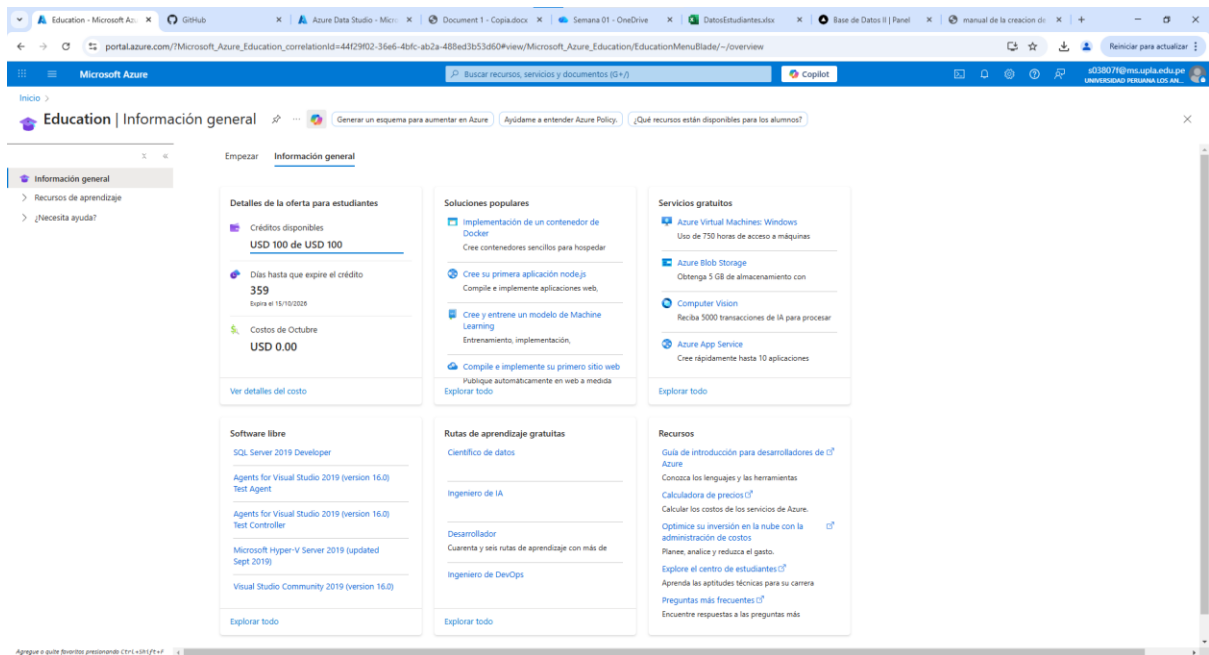 Education - Microsoft Azu
GitHub
Azure Data Studio - Micro
Document 1 - Copia.docx
Semana 01 - OneDrive
DatosEstudiantes.xlsx
Base de Datos II | Panel
manual de la creacion de
portal.azure.com/?Microsoft_Azure_Education_correlationId=44f29f02-36e6-4bfc-ab2a-488ed3b53d60#view/Microsoft_Azure_Education/EducationMenuBlade/~/overview
Reiniciar para actualizar
Microsoft Azure
Buscar recursos, servicios y documentos (G+/)
Copilot
s03807f@ms.upla.edu.pe
UNIVERSIDAD PERUANA LOS AN...
Inicio >
Education | Información general
Generar un esquema para aumentar en Azure
Ayúdame a entender Azure Policy.
¿Qué recursos están disponibles para los alumnos?
Información general
Recursos de aprendizaje
¿Necesita ayuda?
Empezar
Información general
Detalles de la oferta para estudiantes
Créditos disponibles
USD 100 de USD 100
Días hasta que expire el crédito
359
Expira el 15/10/2026
Costos de Octubre
USD 0.00
Ver detalles del costo
Soluciones populares
Implementación de un contenedor de
Docker
Cree contenedores sencillos para hospedar
Cree su primera aplicación node.js
Compile e implemente aplicaciones web,
Cree y entrene un modelo de Machine
Learning
Entrenamiento, implementación,
Compile e implemente su primero sitio web
Publique automáticamente en web a medida
Explorar todo
Servicios gratuitos
Azure Virtual Machines: Windows
Uso de 750 horas de acceso a máquinas
Azure Blob Storage
Obtenga 5 GB de almacenamiento con
Computer Vision
Reciba 5000 transacciones de IA para procesar
Azure App Service
Cree rápidamente hasta 10 aplicaciones
Explorar todo
Software libre
SQL Server 2019 Developer
Agents for Visual Studio 2019 (version 16.0)
Test Agent
Agents for Visual Studio 2019 (version 16.0)
Test Controller
Microsoft Hyper-V Server 2019 (updated
Sept 2019)
Visual Studio Community 2019 (version 16.0)
Explorar todo
Rutas de aprendizaje gratuitas
Científico de datos
Ingeniero de IA
Desarrollador
Cuarenta y seis rutas de aprendizaje con más de
Ingeniero de DevOps
Explorar todo
Recursos
Guía de introducción para desarrolladores de
Azure
Conozca los lenguajes y las herramientas
Calculadora de precios
Calcular los costos de los servicios de Azure.
Optimice su inversión en la nube con la
administración de costos
Planee, analice y reduzca el gasto.
Explore el centro de estudiantes
Aprenda las aptitudes técnicas para su carrera
Preguntas más frecuentes
Encuentre respuestas a las preguntas más
Agregue o quite favoritos presionando Ctrl+Shift+F